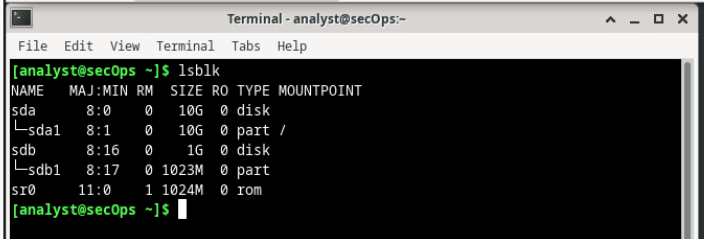 Terminal - analyst@secOps:~
File Edit View Terminal Tabs Help
[analyst@secOps ~]$ lsblk
NAME   MAJ:MIN RM  SIZE RO TYPE MOUNTPOINT
sda      8:0    0   10G  0 disk
└─sda1   8:1    0   10G  0 part /
sdb      8:16   0    1G  0 disk
└─sdb1   8:17   0 1023M  0 part
sr0     11:0    1 1024M  0 rom
[analyst@secOps ~]$